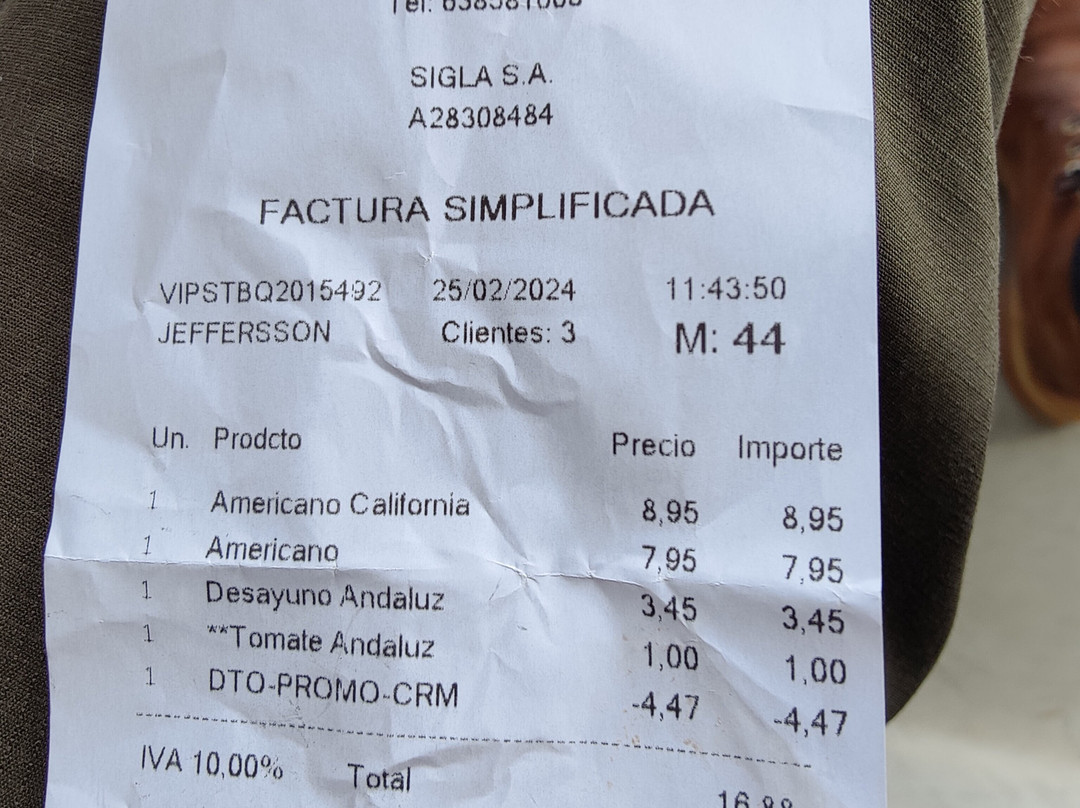 SIGLA S.A.
A28308484
FACTURA SIMPLIFICADA
VIPSTBQ2015492 25/02/2024 11:43:50
JEFFERSSON Clientes: 3 M: 44
Un. Prodcto Precio Importe
1 Americano California 8,95 8,95
1 Americano 7,95 7,95
1 Desayuno Andaluz 3,45 3,45
1 **Tomate Andaluz 1,00 1,00
1 DTO-PROMO-CRM -4,47 -4,47
IVA 10,00% Total 16,88